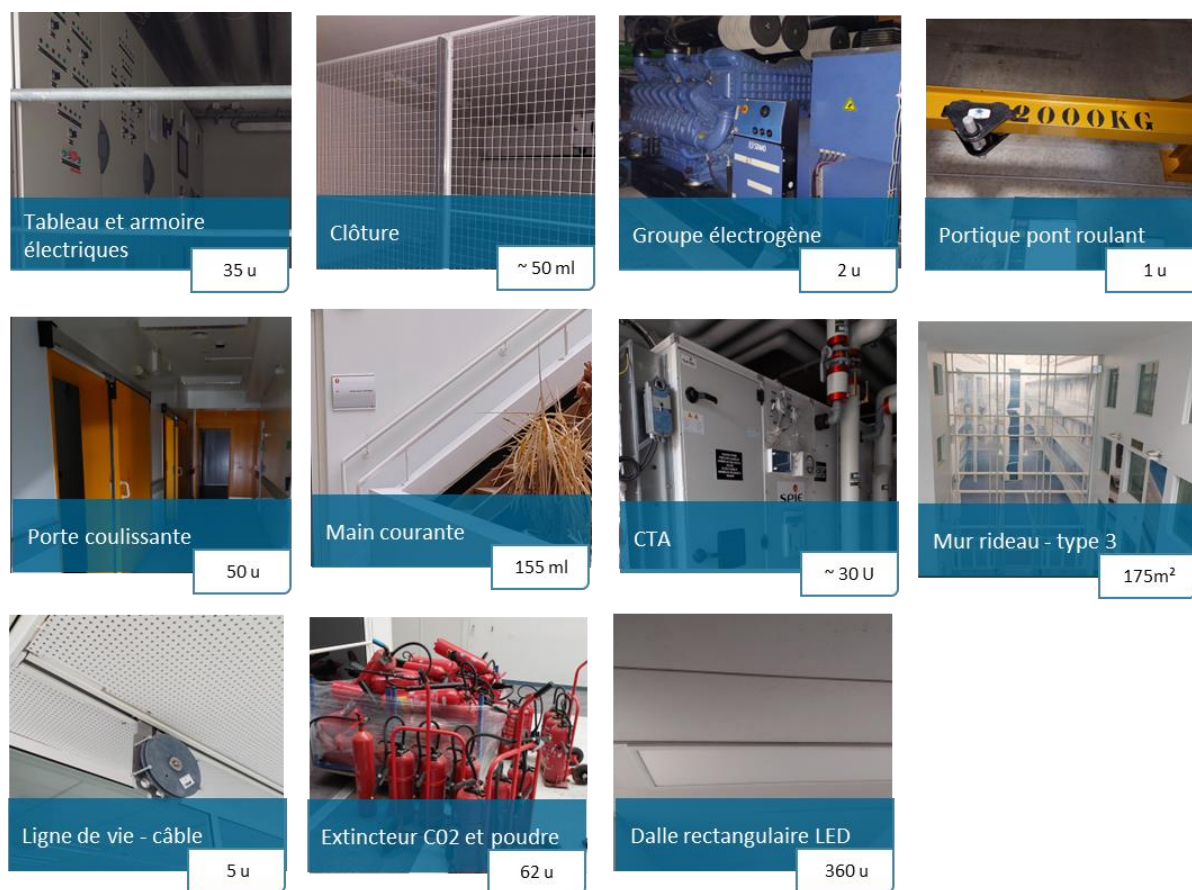 Tableau et armoire
électriques
35 u
Clôture
~ 50 ml
SDMO
Groupe électrogène
2 u
2000KG
Portique pont roulant
1 u
Porte coulissante
50 u
Main courante
155 ml
SPIE
CTA
~ 30 U
Mur rideau - type 3
175m²
Ligne de vie - câble
5 u
Extincteur C02 et poudre
62 u
Dalle rectangulaire LED
360 u